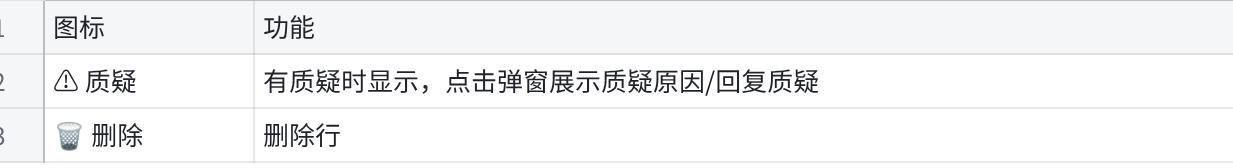 1 图标 功能
2 ⚠ 质疑 有质疑时显示，点击弹窗展示质疑原因/回复质疑
3 🗑️ 删除 删除行